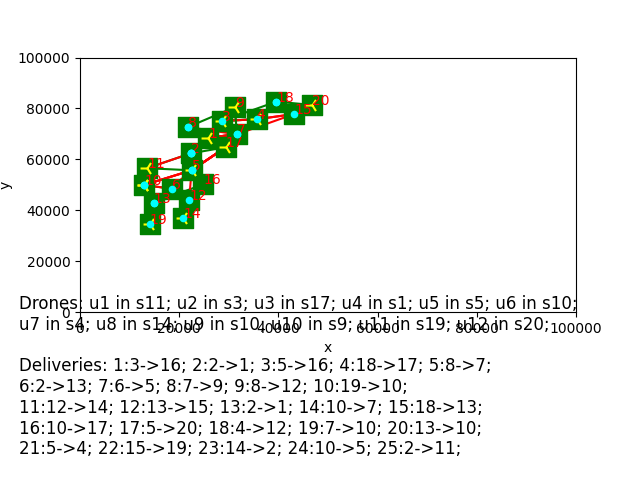 100000
80000
60000
40000
20000
0
y
20
16
14
19
Drones: u1 in s11; u2 in s3; u3 in s17; u4 in s1; u5 in s5; u6 in s10;
u7 in s4; u8 in s14; u9 in s10; u10 in s9; u11 in s19; u12 in s20;
0 20000 40000 60000 80000 100000
x
Deliveries: 1:3->16; 2:2->1; 3:5->16; 4:18->17; 5:8->7;
6:2->13; 7:6->5; 8:7->9; 9:8->12; 10:19->10;
11:12->14; 12:13->15; 13:2->1; 14:10->7; 15:18->13;
16:10->17; 17:5->20; 18:4->12; 19:7->10; 20:13->10;
21:5->4; 22:15->19; 23:14->2; 24:10->5; 25:2->11;